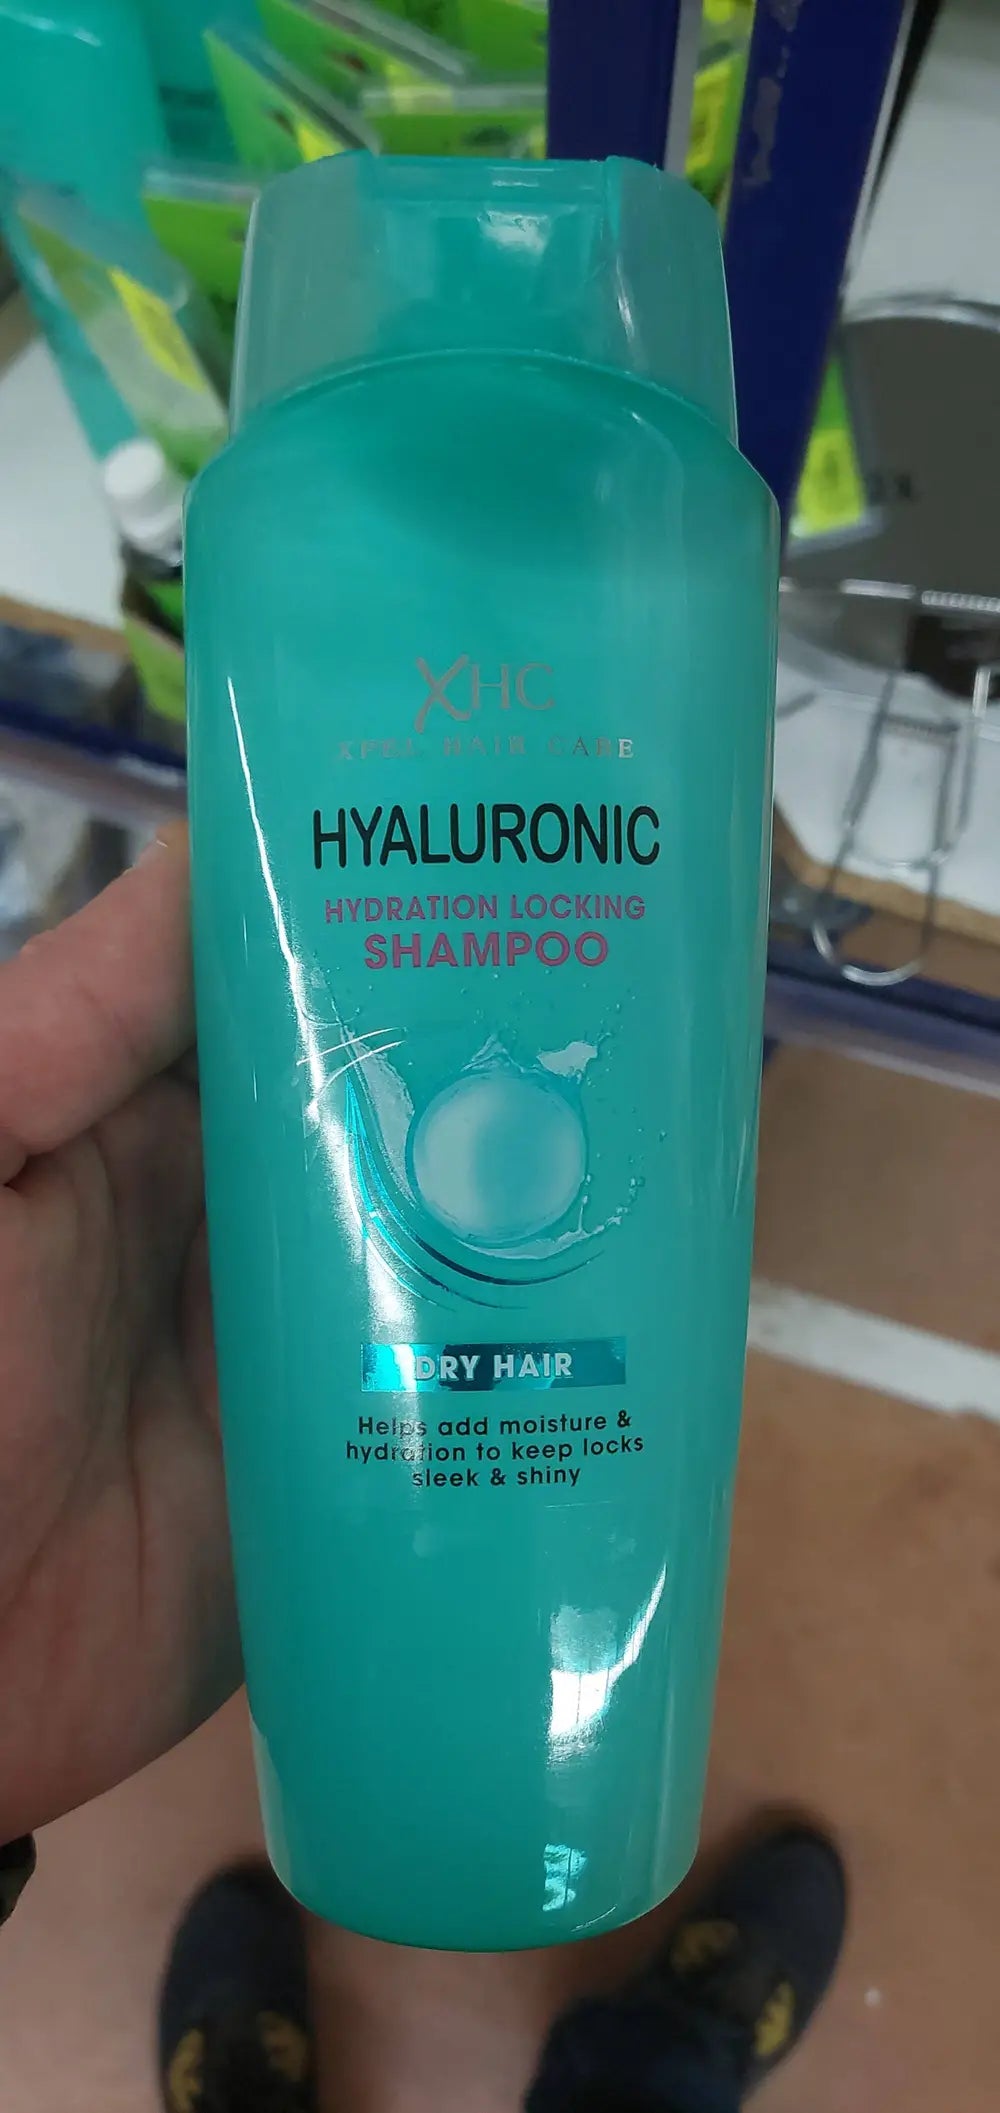 XHC
XPEL HAIR CARE
HYALURONIC
HYDRATION LOCKING
SHAMPOO
DRY HAIR
Helps add moisture &
hydration to keep locks
sleek & shiny